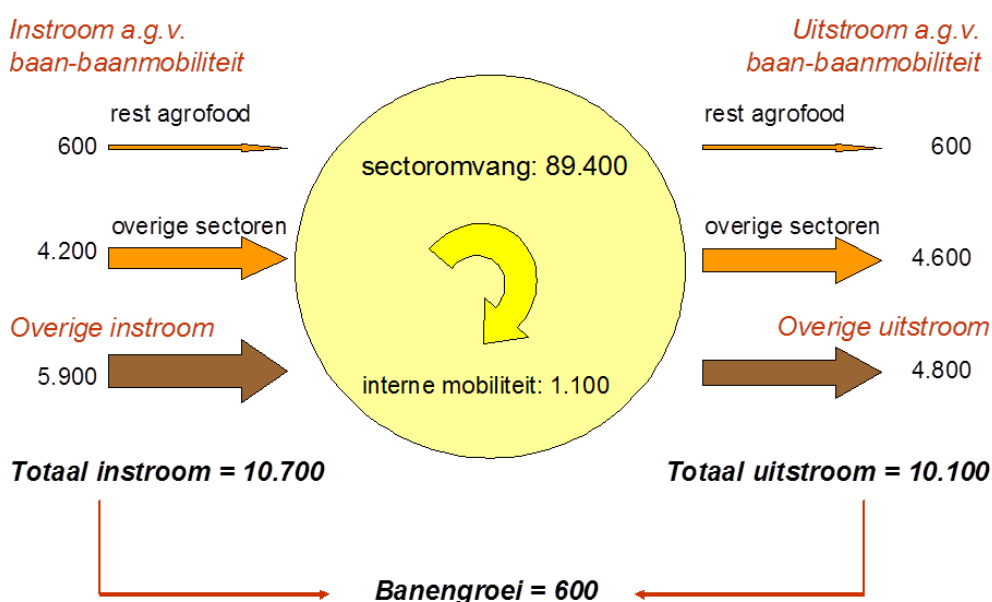 Instroom a.g.v.
baan-baanmobiliteit
rest agrofood
600
overige sectoren
4.200
Overige instroom
5.900
Totaal instroom = 10.700
sectoromvang: 89.400
interne mobiliteit: 1.100
Uitstroom a.g.v.
baan-baanmobiliteit
rest agrofood
600
overige sectoren
4.600
Overige uitstroom
4.800
Totaal uitstroom = 10.100
Banengroei = 600